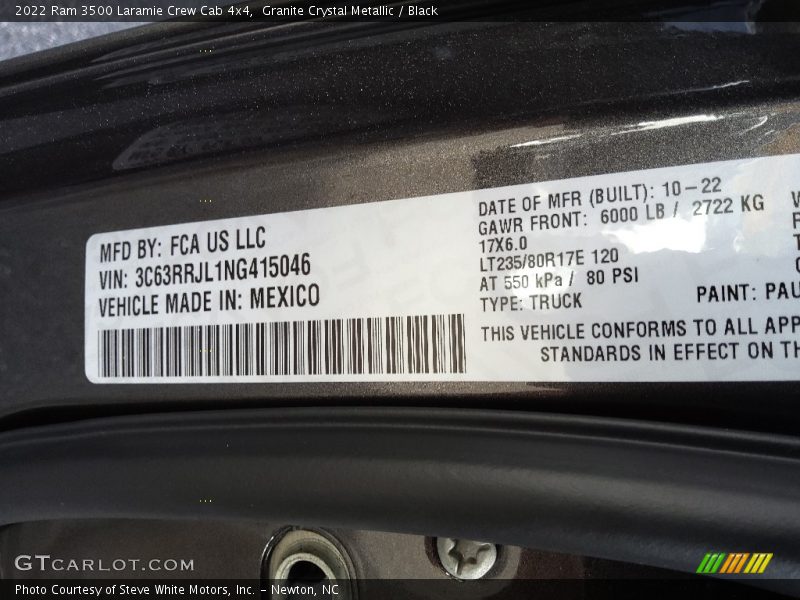 2022 Ram 3500 Laramie Crew Cab 4x4, Granite Crystal Metallic / Black
MFD BY: FCA US LLC
VIN: 3C63RRJL1NG415046
VEHICLE MADE IN: MEXICO
DATE OF MFR (BUILT): 10-22
GAWR FRONT: 6000 LB / 2722 KG
17X6.0
LT235/80R17E 120
AT 550 kPa / 80 PSI
TYPE: TRUCK
PAINT: PAU
THIS VEHICLE CONFORMS TO ALL APP
STANDARDS IN EFFECT ON TH
GTCARLOT.COM
Photo Courtesy of Steve White Motors, Inc. - Newton, NC